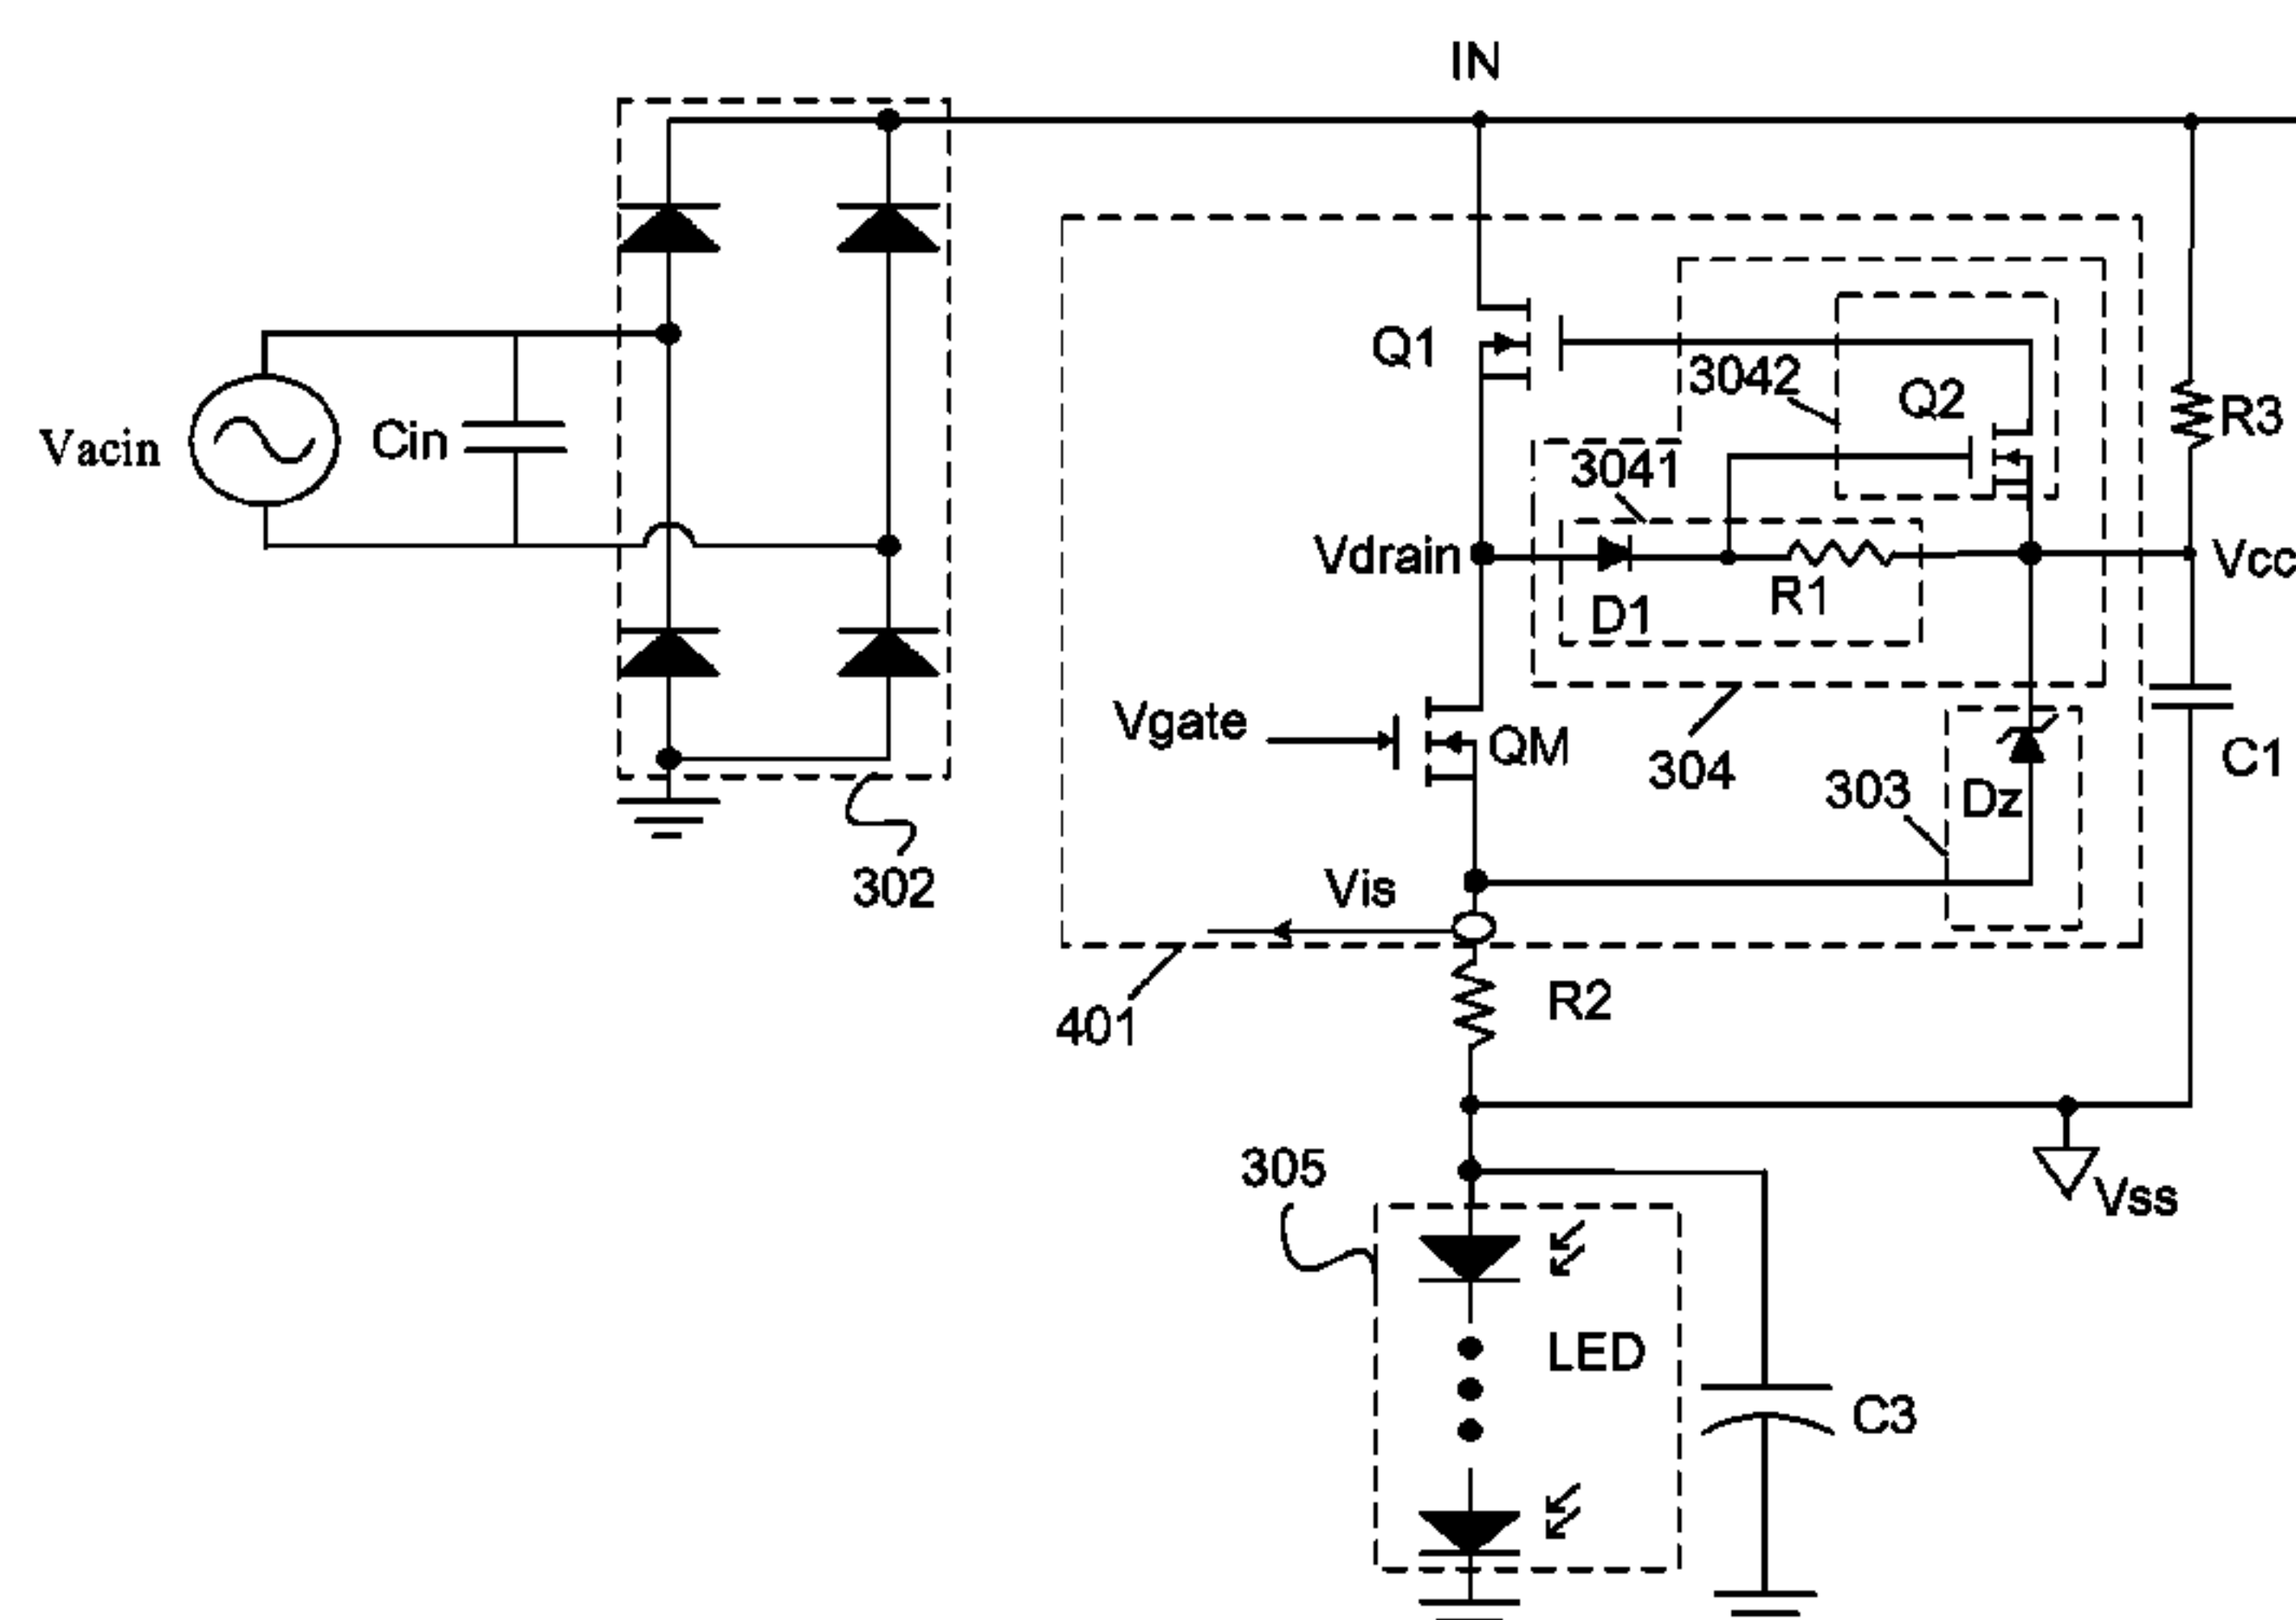 IN
Vacin
Cin
302
Q1
3042
Q2
R3
3041
Vdrain
D1
R1
Vcc
Vgate
QM
304
303
Dz
C1
Vis
401
R2
305
Vss
LED
C3